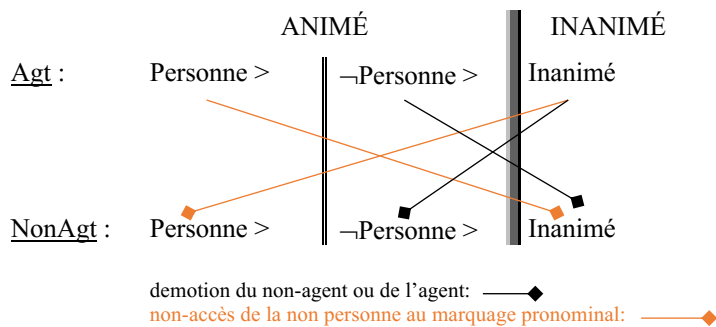 ANIMÉ INANIMÉ
Agt : Personne > ¬Personne > Inanimé
NonAgt : Personne > ¬Personne > Inanimé
demotion du non-agent ou de l’agent:
non-accès de la non personne au marquage pronominal: